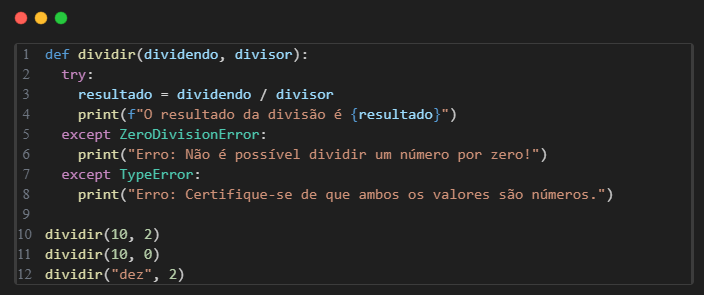 1 def dividir(dividendo, divisor):
2   try:
3     resultado = dividendo / divisor
4     print(f"O resultado da divisão é {resultado}")
5   except ZeroDivisionError:
6     print("Erro: Não é possível dividir um número por zero!")
7   except TypeError:
8     print("Erro: Certifique-se de que ambos os valores são números.")
9
10 dividir(10, 2)
11 dividir(10, 0)
12 dividir("dez", 2)